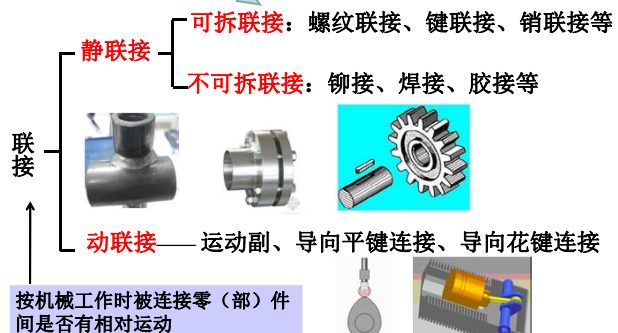 可拆联接：螺纹联接、键联接、销联接等
静联接
不可拆联接：铆接、焊接、胶接等
联接
动联接——运动副、导向平键连接、导向花键连接
按机械工作时被连接零（部）件
间是否有相对运动